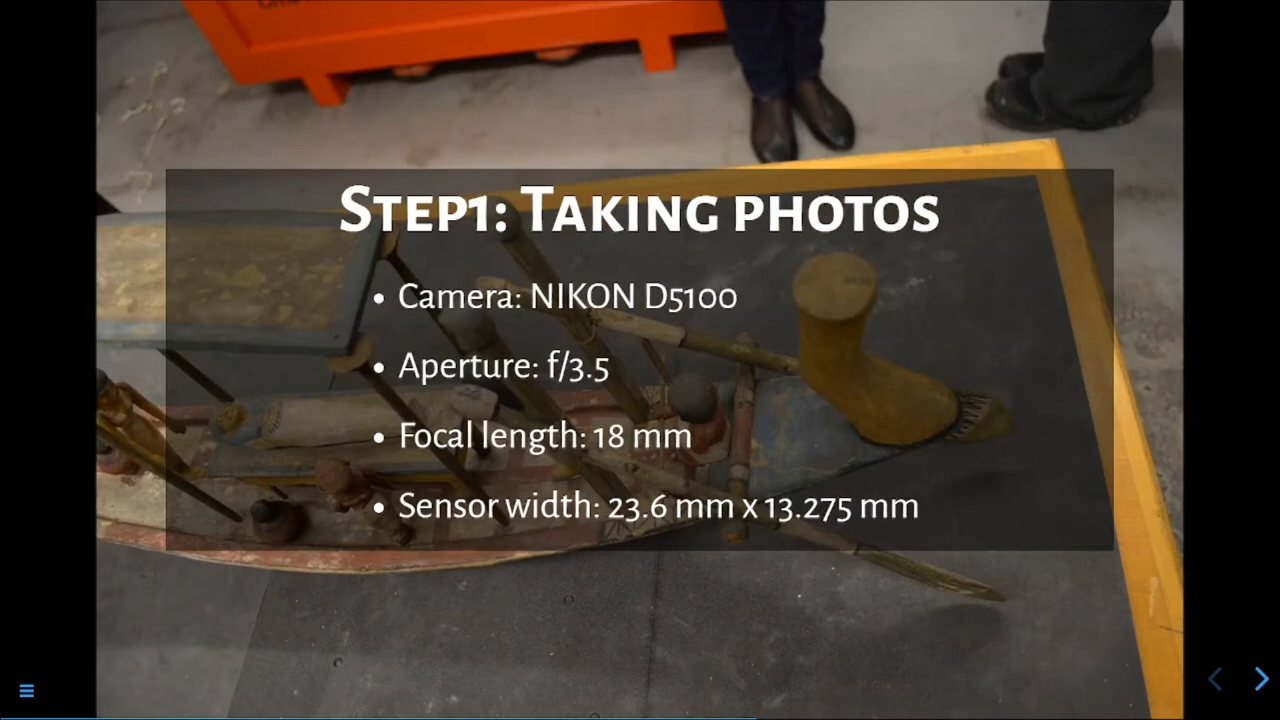 Step1: Taking photos
• Camera: NIKON D5100
• Aperture: f/3.5
• Focal length: 18 mm
• Sensor width: 23.6 mm x 13.275 mm